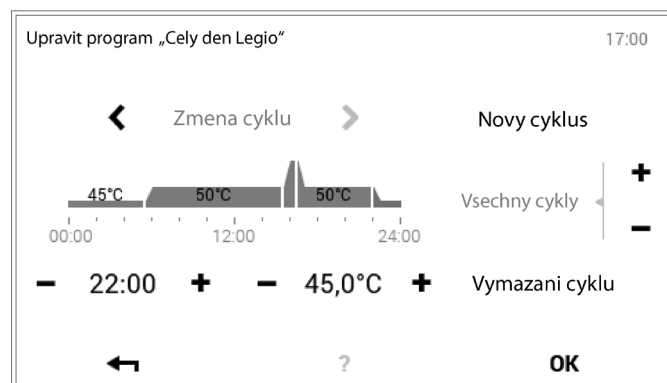 Upravit program „Cely den Legio“ 17:00
Zmena cyklu Novy cyklus
45°C 50°C 50°C
Vsechny cykly
00:00 12:00 24:00
22:00 45,0°C Vymazani cyklu
? OK